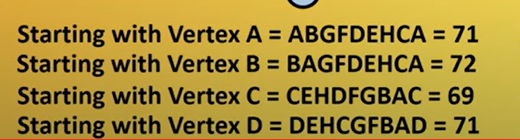 Starting with Vertex A = ABGFDEHCA = 71
Starting with Vertex B = BAGFDEHCA = 72
Starting with Vertex C = CEHDFGBAC = 69
Starting with Vertex D = DEHCGFBAD = 71